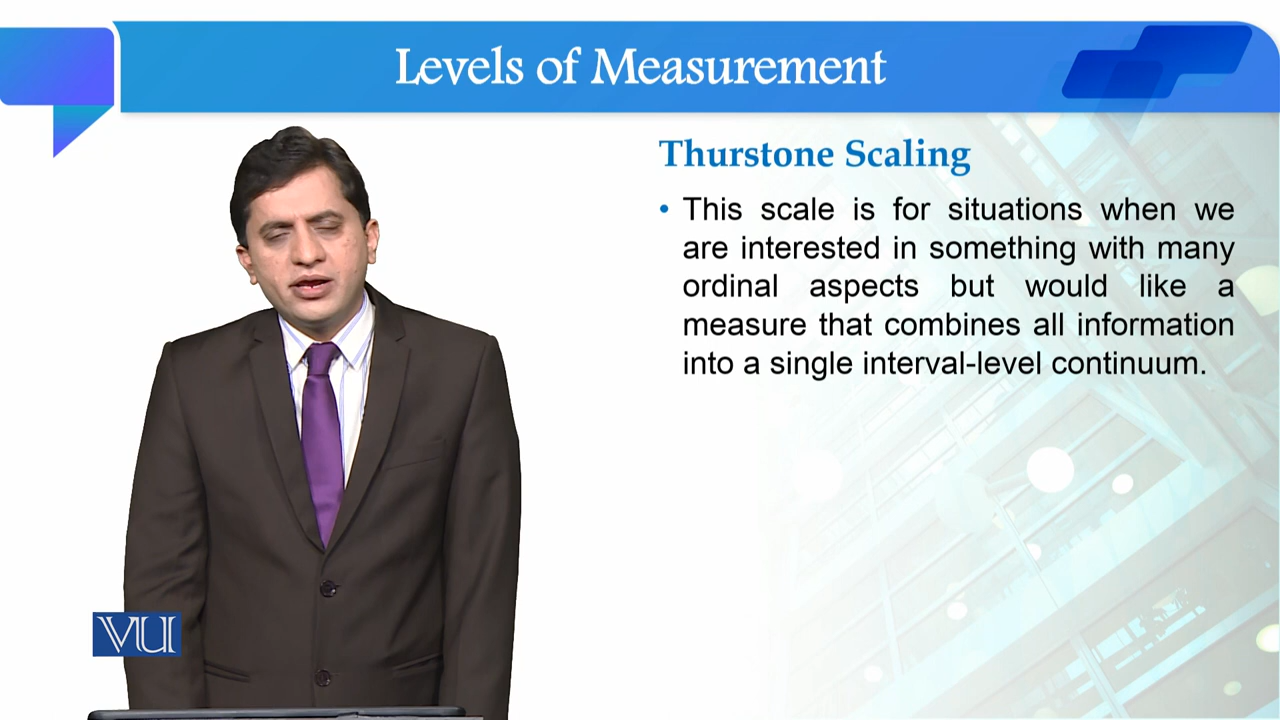 Levels of Measurement
Thurstone Scaling
• This scale is for situations when we
are interested in something with many
ordinal aspects but would like a
measure that combines all information
into a single interval-level continuum.
VU